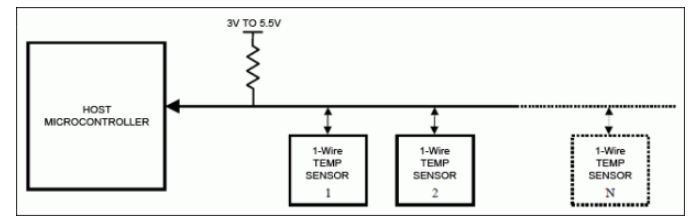 3V TO 5.5V
HOST
MICROCONTROLLER
1-Wire
TEMP
SENSOR
1
1-Wire
TEMP
SENSOR
2
1-Wire
TEMP
SENSOR
N